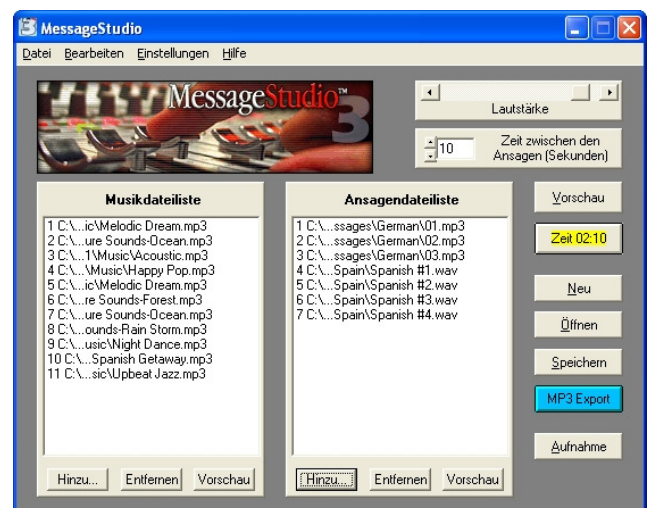 MessageStudio
Datei Bearbeiten Einstellungen Hilfe
MessageStudio™
3
Lautstärke
10
Zeit zwischen den
Ansagen (Sekunden)
Musikdateiliste
1 C:\...ic\Melodic Dream.mp3
2 C:\...ure Sounds-Ocean.mp3
3 C:\...1\Music\Acoustic.mp3
4 C:\...\Music\Happy Pop.mp3
5 C:\...ic\Melodic Dream.mp3
6 C:\...re Sounds-Forest.mp3
7 C:\...ure Sounds-Ocean.mp3
8 C:\...ounds-Rain Storm.mp3
9 C:\...usic\Night Dance.mp3
10 C:\...Spanish Getaway.mp3
11 C:\...sic\Upbeat Jazz.mp3
Hinzu... Entfernen Vorschau
Ansagendateiliste
1 C:\...ssages\German\01.mp3
2 C:\...ssages\German\02.mp3
3 C:\...ssages\German\03.mp3
4 C:\...Spain\Spanish #1.wav
5 C:\...Spain\Spanish #2.wav
6 C:\...Spain\Spanish #3.wav
7 C:\...Spain\Spanish #4.wav
Hinzu... Entfernen Vorschau
Vorschau
Zeit 02:10
Neu
Öffnen
Speichern
MP3 Export
Aufnahme